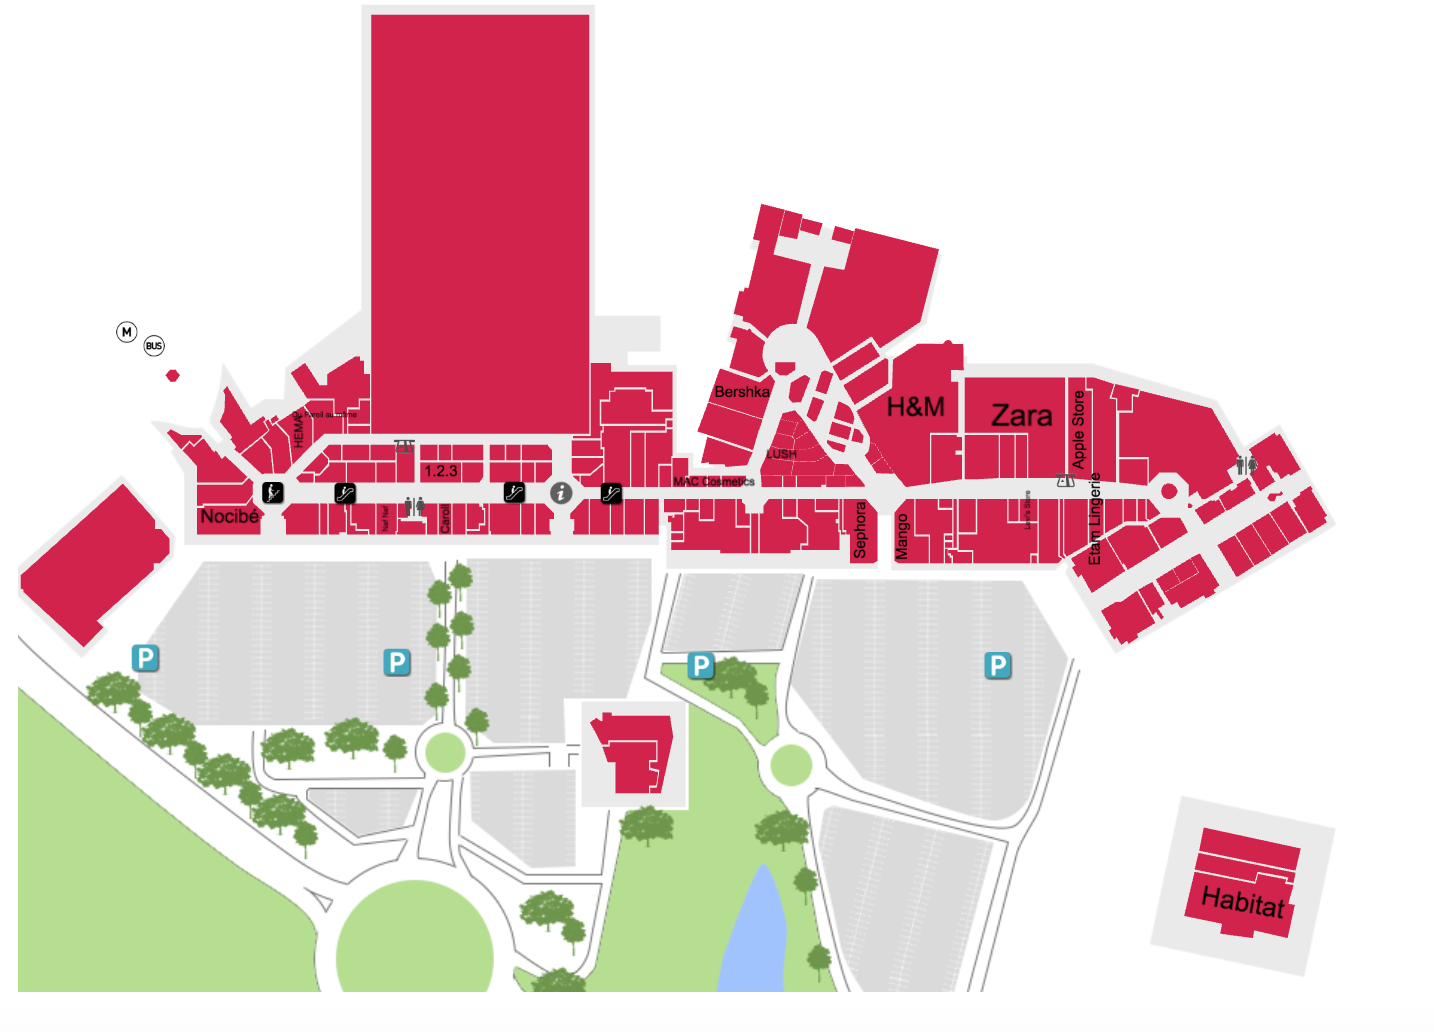 M
BUS
Bershka
H&M
Zara
Apple Store
Du Pareil au même
HEMA
LUSH
1.2.3
MAC Cosmetics
i
Nocibé
Naf Naf
Caroll
Sephora
Mango
Levi's Store
Etam Lingerie
P
P
P
P
Habitat